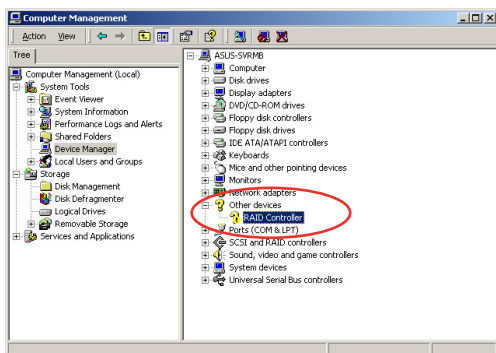 Computer Management
Action View
Tree
Computer Management (Local)
System Tools
Event Viewer
System Information
Performance Logs and Alerts
Shared Folders
Device Manager
Local Users and Groups
Storage
Disk Management
Disk Defragmenter
Logical Drives
Removable Storage
Services and Applications
ASUS-SVRMB
Computer
Disk drives
Display adapters
DVD/CD-ROM drives
Floppy disk controllers
Floppy disk drives
IDE ATA/ATAPI controllers
Keyboards
Mice and other pointing devices
Monitors
Network adapters
Other devices
RAID Controller
Ports (COM & LPT)
SCSI and RAID controllers
Sound, video and game controllers
System devices
Universal Serial Bus controllers